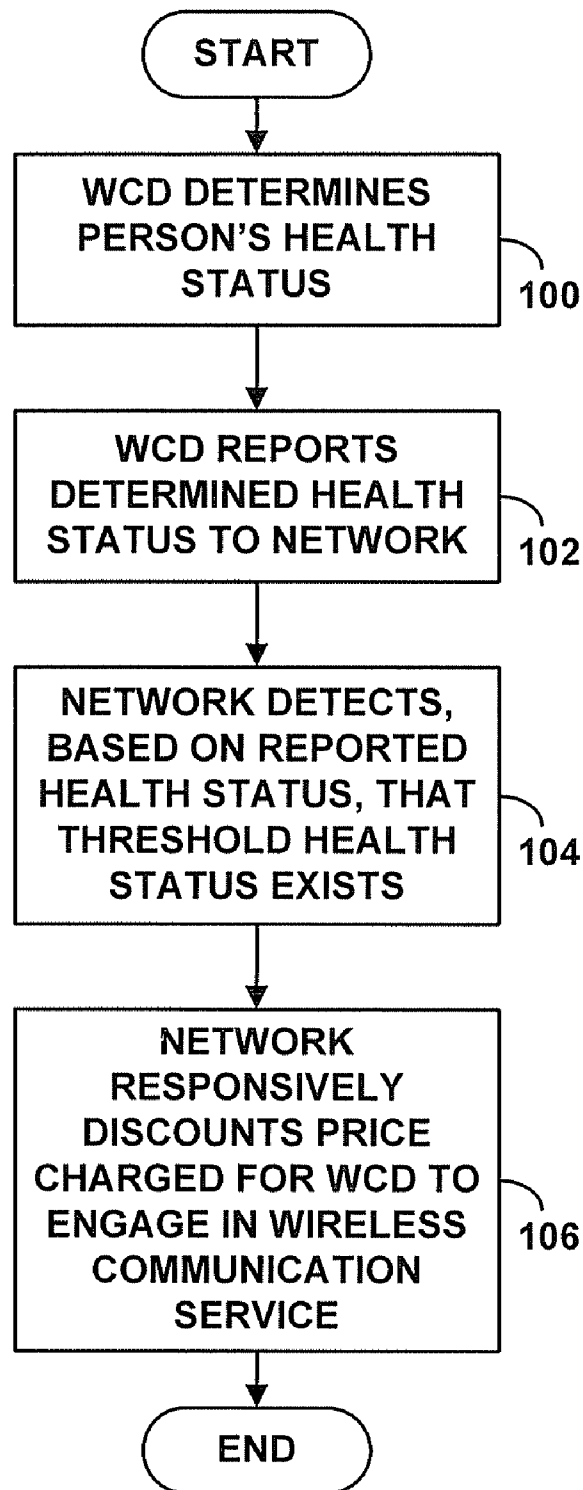 START
WCD DETERMINES
PERSON'S HEALTH
STATUS
100
WCD REPORTS
DETERMINED HEALTH
STATUS TO NETWORK
102
NETWORK DETECTS,
BASED ON REPORTED
HEALTH STATUS, THAT
THRESHOLD HEALTH
STATUS EXISTS
104
NETWORK
RESPONSIVELY
DISCOUNTS PRICE
CHARGED FOR WCD TO
ENGAGE IN WIRELESS
COMMUNICATION
SERVICE
106
END